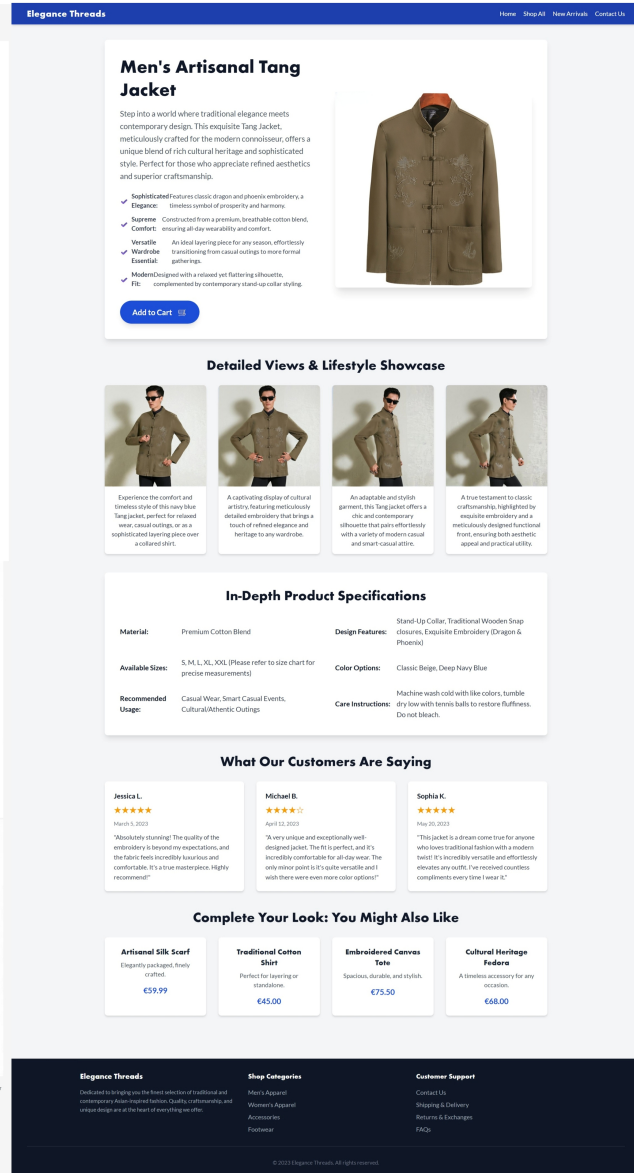 Elegance Threads
Home Shop All New Arrivals Contact Us
Men's Artisanal Tang
Jacket
Step into a world where traditional elegance meets
contemporary design. This exquisite Tang Jacket,
meticulously crafted for the modern connoisseur, offers a
unique blend of rich cultural heritage and sophisticated
style. Perfect for those who appreciate refined aesthetics
and superior craftsmanship.
Sophisticated Elegance: Features classic dragon and phoenix embroidery, a
timeless symbol of prosperity and harmony.
Supreme Comfort: Constructed from a premium, breathable cotton blend,
ensuring all-day wearability and comfort.
Versatile Wardrobe Essential: An ideal layering piece for any season, effortlessly
transitioning from casual outings to more formal
gatherings.
Modern Fit: Designed with a relaxed yet flattering silhouette,
complemented by contemporary stand-up collar styling.
Add to Cart
Detailed Views & Lifestyle Showcase
Experience the comfort and
timeless style of this navy blue
Tang jacket, perfect for relaxed
wear, casual outings, or as a
sophisticated layering piece over
a collared shirt.
A captivating display of cultural
artistry, featuring meticulously
detailed embroidery that brings a
touch of refined elegance and
heritage to any wardrobe.
An adaptable and stylish
garment, this Tang jacket offers a
chic and contemporary
silhouette that pairs effortlessly
with a variety of modern casual
and smart-casual attire.
A true testament to classic
craftsmanship, highlighted by
exquisite embroidery and a
meticulously designed functional
front, ensuring both aesthetic
appeal and practical utility.
In-Depth Product Specifications
Material: Premium Cotton Blend
Design Features: Stand-Up Collar, Traditional Wooden Snap
closures, Exquisite Embroidery (Dragon &
Phoenix)
Available Sizes: S, M, L, XL, XXL (Please refer to size chart for
precise measurements)
Color Options: Classic Beige, Deep Navy Blue
Recommended Usage: Casual Wear, Smart Casual Events,
Cultural/Athentic Outings
Care Instructions: Machine wash cold with like colors, tumble
dry low with tennis balls to restore fluffiness.
Do not bleach.
What Our Customers Are Saying
Jessica L.
★★★★★
March 5, 2023
"Absolutely stunning! The quality of the
embroidery is beyond my expectations, and
the fabric feels incredibly luxurious and
comfortable. It's a true masterpiece. Highly
recommend!"
Michael B.
★★★★☆
April 12, 2023
"A very unique and exceptionally well-
designed jacket. The fit is perfect, and it's
incredibly comfortable for all-day wear. The
only minor point is it's quite versatile and I
wish there were even more color options!"
Sophia K.
★★★★★
May 20, 2023
"This jacket is a dream come true for anyone
who loves traditional fashion with a modern
twist! It's incredibly versatile and effortlessly
elevates any outfit. I've received countless
compliments every time I wear it."
Complete Your Look: You Might Also Like
Artisanal Silk Scarf
Elegantly packaged, finely
crafted.
€59.99
Traditional Cotton
Shirt
Perfect for layering or
standalone.
€45.00
Embroidered Canvas
Tote
Spacious, durable, and stylish.
€75.50
Cultural Heritage
Fedora
A timeless accessory for any
occasion.
€68.00
Elegance Threads
Dedicated to bringing you the finest selection of traditional and
contemporary Asian-inspired fashion. Quality, craftsmanship, and
unique design are at the heart of everything we offer.
Shop Categories
Men's Apparel
Women's Apparel
Accessories
Footwear
Customer Support
Contact Us
Shipping & Delivery
Returns & Exchanges
FAQs
© 2023 Elegance Threads. All rights reserved.